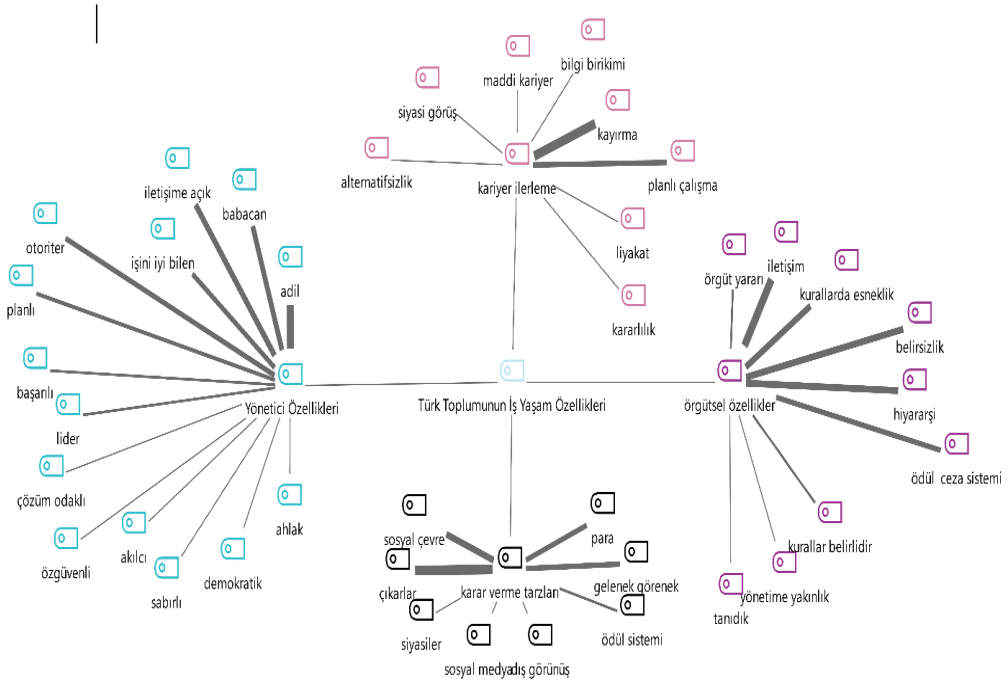 bilgi birikimi
maddi kariyer
siyasi görüş
kayırma
alternatifsizlik
kariyer ilerleme
planlı çalışma
liyakat
kararlılık
iletişime açık
babacan
otoriter
işini iyi bilen
adil
planlı
başarılı
lider
Yönetici Özellikleri
çözüm odaklı
özgüvenli
akılcı
sabırlı
demokratik
ahlak
Türk Toplumunun İş Yaşam Özellikleri
örgüt yararı
iletişim
kurallarda esneklik
belirsizlik
hiyararşi
örgütsel özellikler
ödül ceza sistemi
kurallar belirlidir
yönetime yakınlık
tanıdık
sosyal çevre
para
çıkarlar
karar verme tarzları
gelenek görenek
siyasiler
ödül sistemi
sosyal medya
dış görünüş